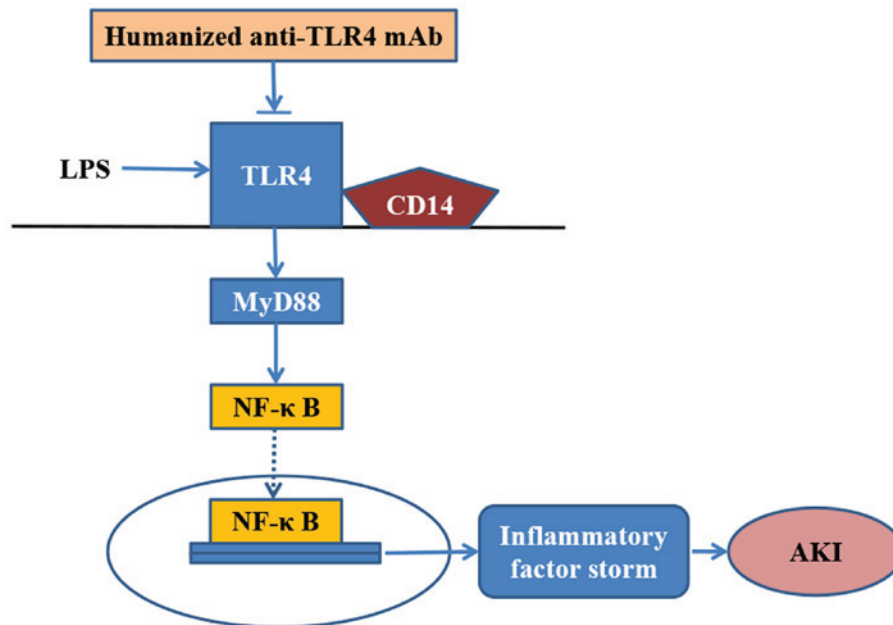 Humanized anti-TLR4 mAb
LPS
TLR4
CD14
MyD88
NF-κ B
NF-κ B
Inflammatory
factor storm
AKI